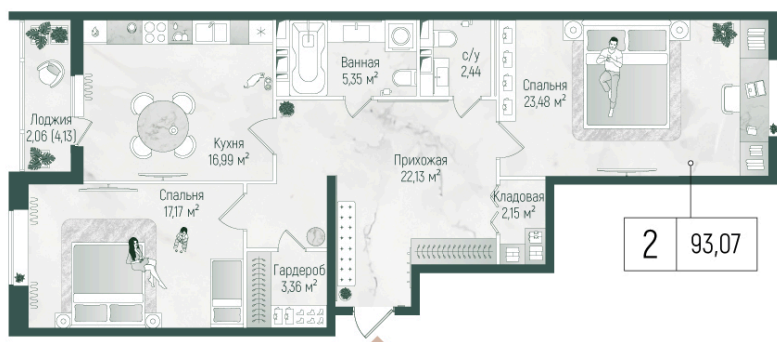 Ванная
5,35 м²
с/у
2,44
Спальня
23,48 м²
Лоджия
2,06 (4,13)
Кухня
16,99 м²
Прихожая
22,13 м²
Спальня
17,17 м²
Кладовая
2,15 м²
Гардероб
3,36 м²
2
93,07